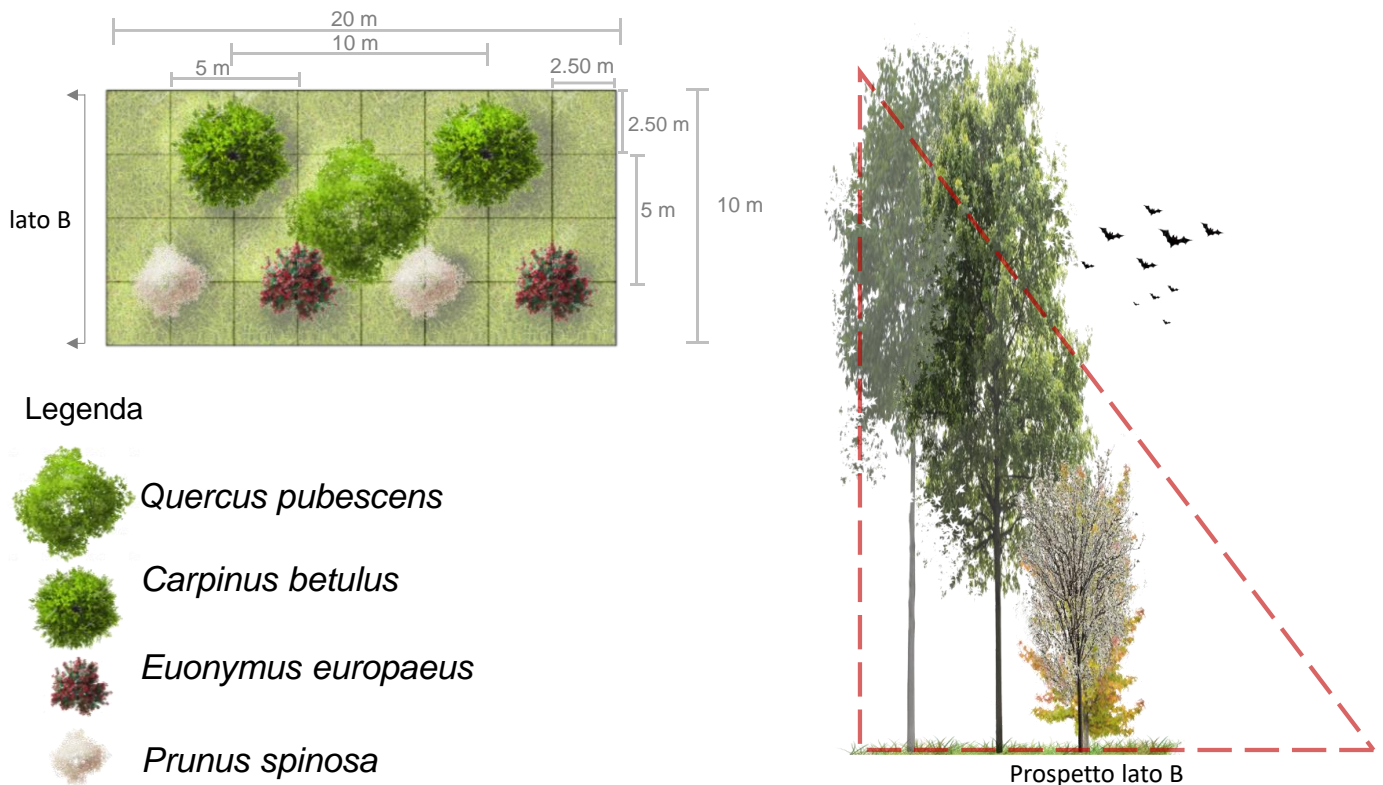 20 m
10 m
5 m
2.50 m
2.50 m
5 m
10 m
lato B
Legenda
Quercus pubescens
Carpinus betulus
Euonymus europaeus
Prunus spinosa
Prospetto lato B